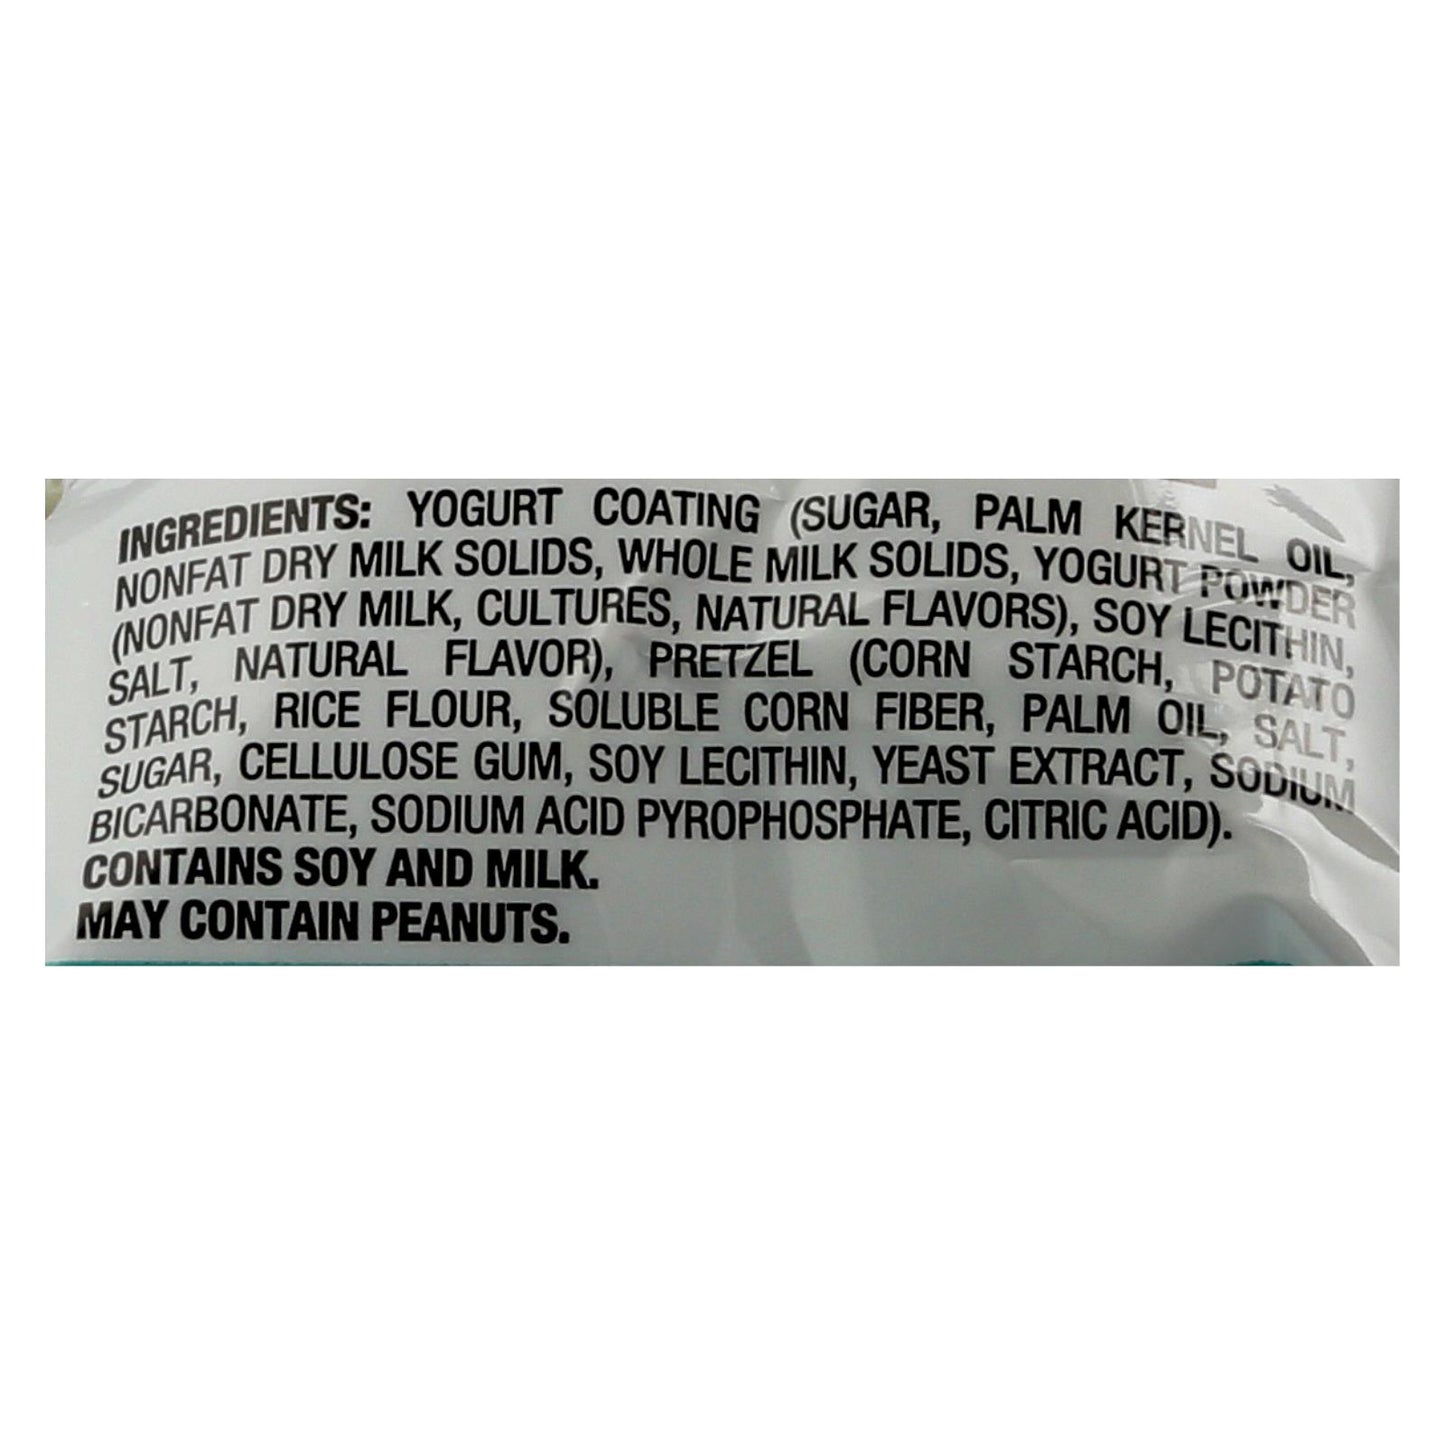 INGREDIENTS: YOGURT COATING (SUGAR, PALM KERNEL OIL,
NONFAT DRY MILK SOLIDS, WHOLE MILK SOLIDS, YOGURT POWDER
(NONFAT DRY MILK, CULTURES, NATURAL FLAVORS), SOY LECITHIN,
SALT, NATURAL FLAVOR), PRETZEL (CORN STARCH, POTATO
STARCH, RICE FLOUR, SOLUBLE CORN FIBER, PALM OIL, SALT,
SUGAR, CELLULOSE GUM, SOY LECITHIN, YEAST EXTRACT, SODIUM
BICARBONATE, SODIUM ACID PYROPHOSPHATE, CITRIC ACID).
CONTAINS SOY AND MILK.
MAY CONTAIN PEANUTS.